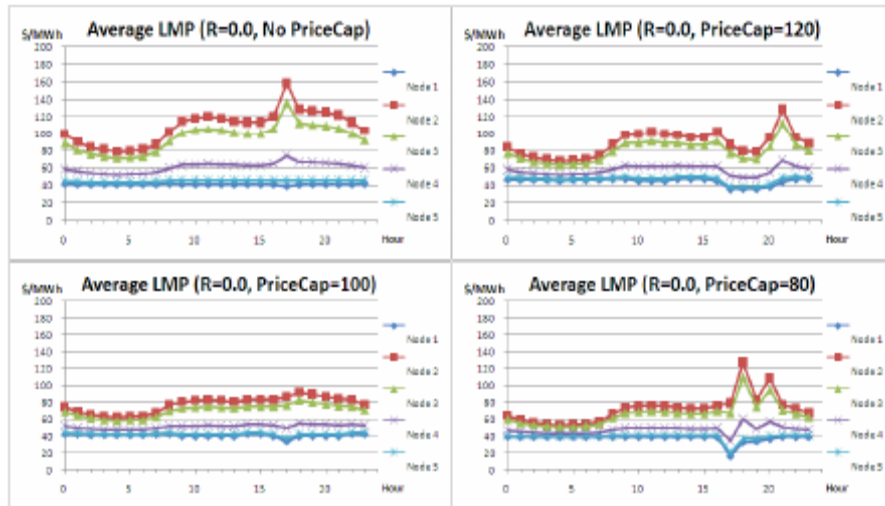 $/MWh Average LMP (R=0.0, No PriceCap)
200
180
160
140
120
100
80
60
40
20
0
0 5 10 15 20 Hour
Node 1
Node 2
Node 3
Node 4
Node 5
$/MWh Average LMP (R=0.0, PriceCap=120)
200
180
160
140
120
100
80
60
40
20
0
0 5 10 15 20 Hour
Node 1
Node 2
Node 3
Node 4
Node 5
$/MWh Average LMP (R=0.0, PriceCap=100)
200
180
160
140
120
100
80
60
40
20
0
0 5 10 15 20 Hour
Node 1
Node 2
Node 3
Node 4
Node 5
$/MWh Average LMP (R=0.0, PriceCap=80)
200
180
160
140
120
100
80
60
40
20
0
0 5 10 15 20 Hour
Node 1
Node 2
Node 3
Node 4
Node 5